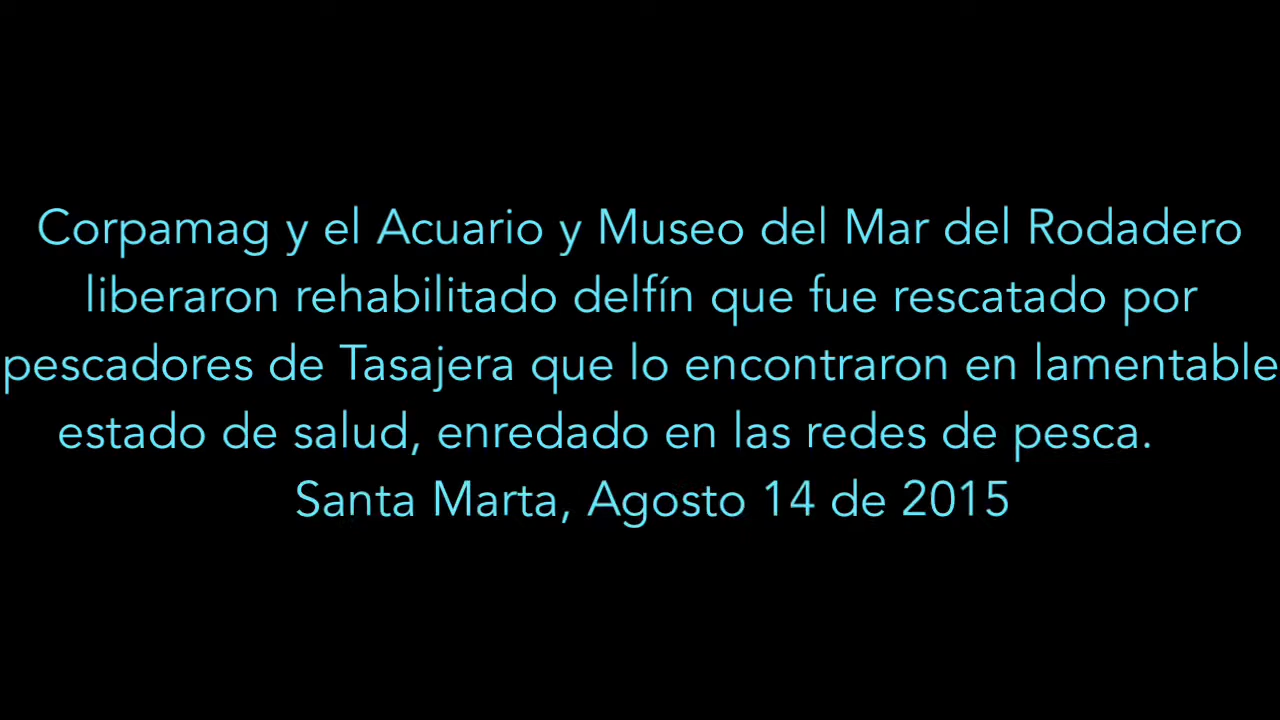 Corpamag y el Acuario y Museo del Mar del Rodadero
liberaron rehabilitado delfín que fue rescatado por
pescadores de Tasajera que lo encontraron en lamentable
estado de salud, enredado en las redes de pesca.
Santa Marta, Agosto 14 de 2015